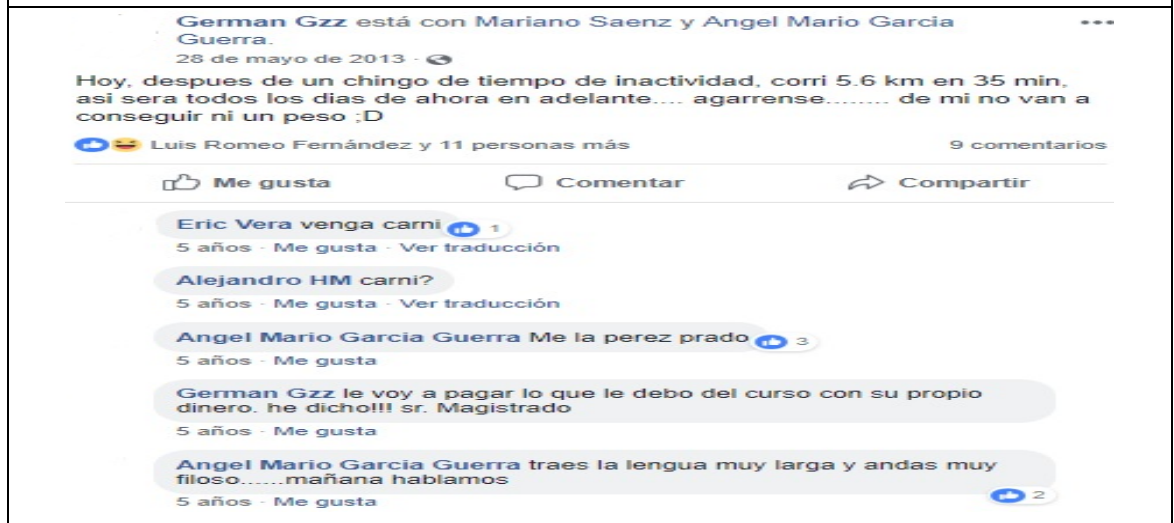 German Gzz está con Mariano Saenz y Angel Mario Garcia
Guerra.
28 de mayo de 2013 ·
Hoy, despues de un chingo de tiempo de inactividad, corri 5.6 km en 35 min,
asi sera todos los dias de ahora en adelante.... agarrense........ de mi no van a
conseguir ni un peso ;D
Luis Romeo Fernández y 11 personas más 9 comentarios
Me gusta Comentar Compartir
Eric Vera venga carni 1
5 años · Me gusta · Ver traducción
Alejandro HM carni?
5 años · Me gusta · Ver traducción
Angel Mario Garcia Guerra Me la perez prado 3
5 años · Me gusta
German Gzz le voy a pagar lo que le debo del curso con su propio
dinero. he dicho!!! sr. Magistrado
5 años · Me gusta
Angel Mario Garcia Guerra traes la lengua muy larga y andas muy
filoso......mañana hablamos
2
5 años · Me gusta